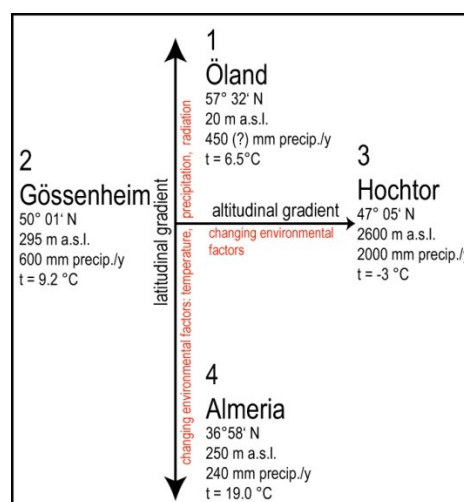 1
Öland
57° 32‘ N
20 m a.s.l.
450 (?) mm precip./y
t = 6.5°C
2
Gössenheim
50° 01‘ N
295 m a.s.l.
600 mm precip./y
t = 9.2 °C
latitudinal gradient
changing environmental factors: temperature, precipitation, radiation
altitudinal gradient
changing environmental
factors
3
Hochtor
47° 05‘ N
2600 m a.s.l.
2000 mm precip./y
t = -3 °C
4
Almeria
36°58‘ N
250 m a.s.l.
240 mm precip./y
t = 19.0 °C